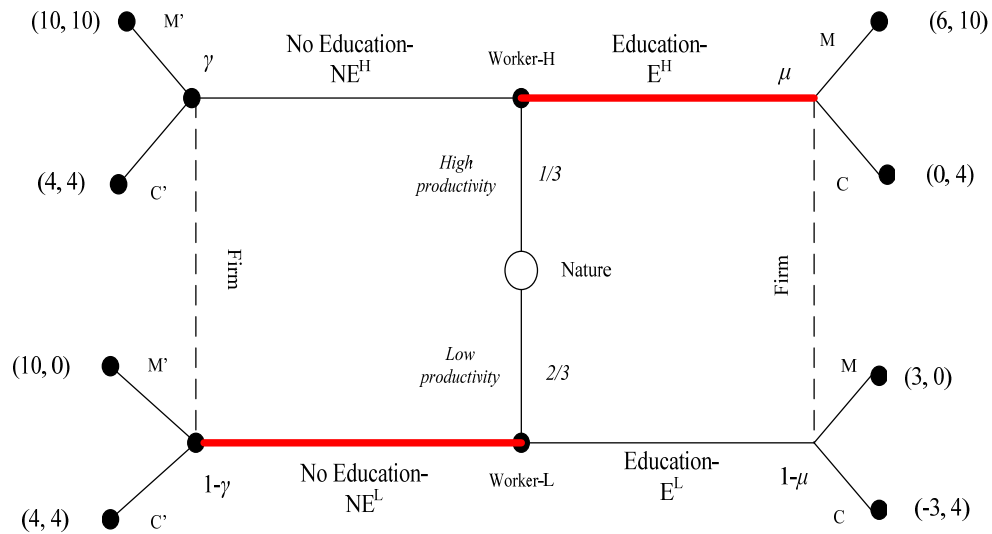 (10, 10)
M’
γ
No Education-
NE^H
Worker-H
Education-
E^H
μ
M
(6, 10)
(4, 4)
C’
High
productivity
1/3
C
(0, 4)
Firm
Nature
Firm
(10, 0)
M’
Low
productivity
2/3
M
(3, 0)
(4, 4)
C’
1-γ
No Education-
NE^L
Worker-L
Education-
E^L
1-μ
C
(-3, 4)